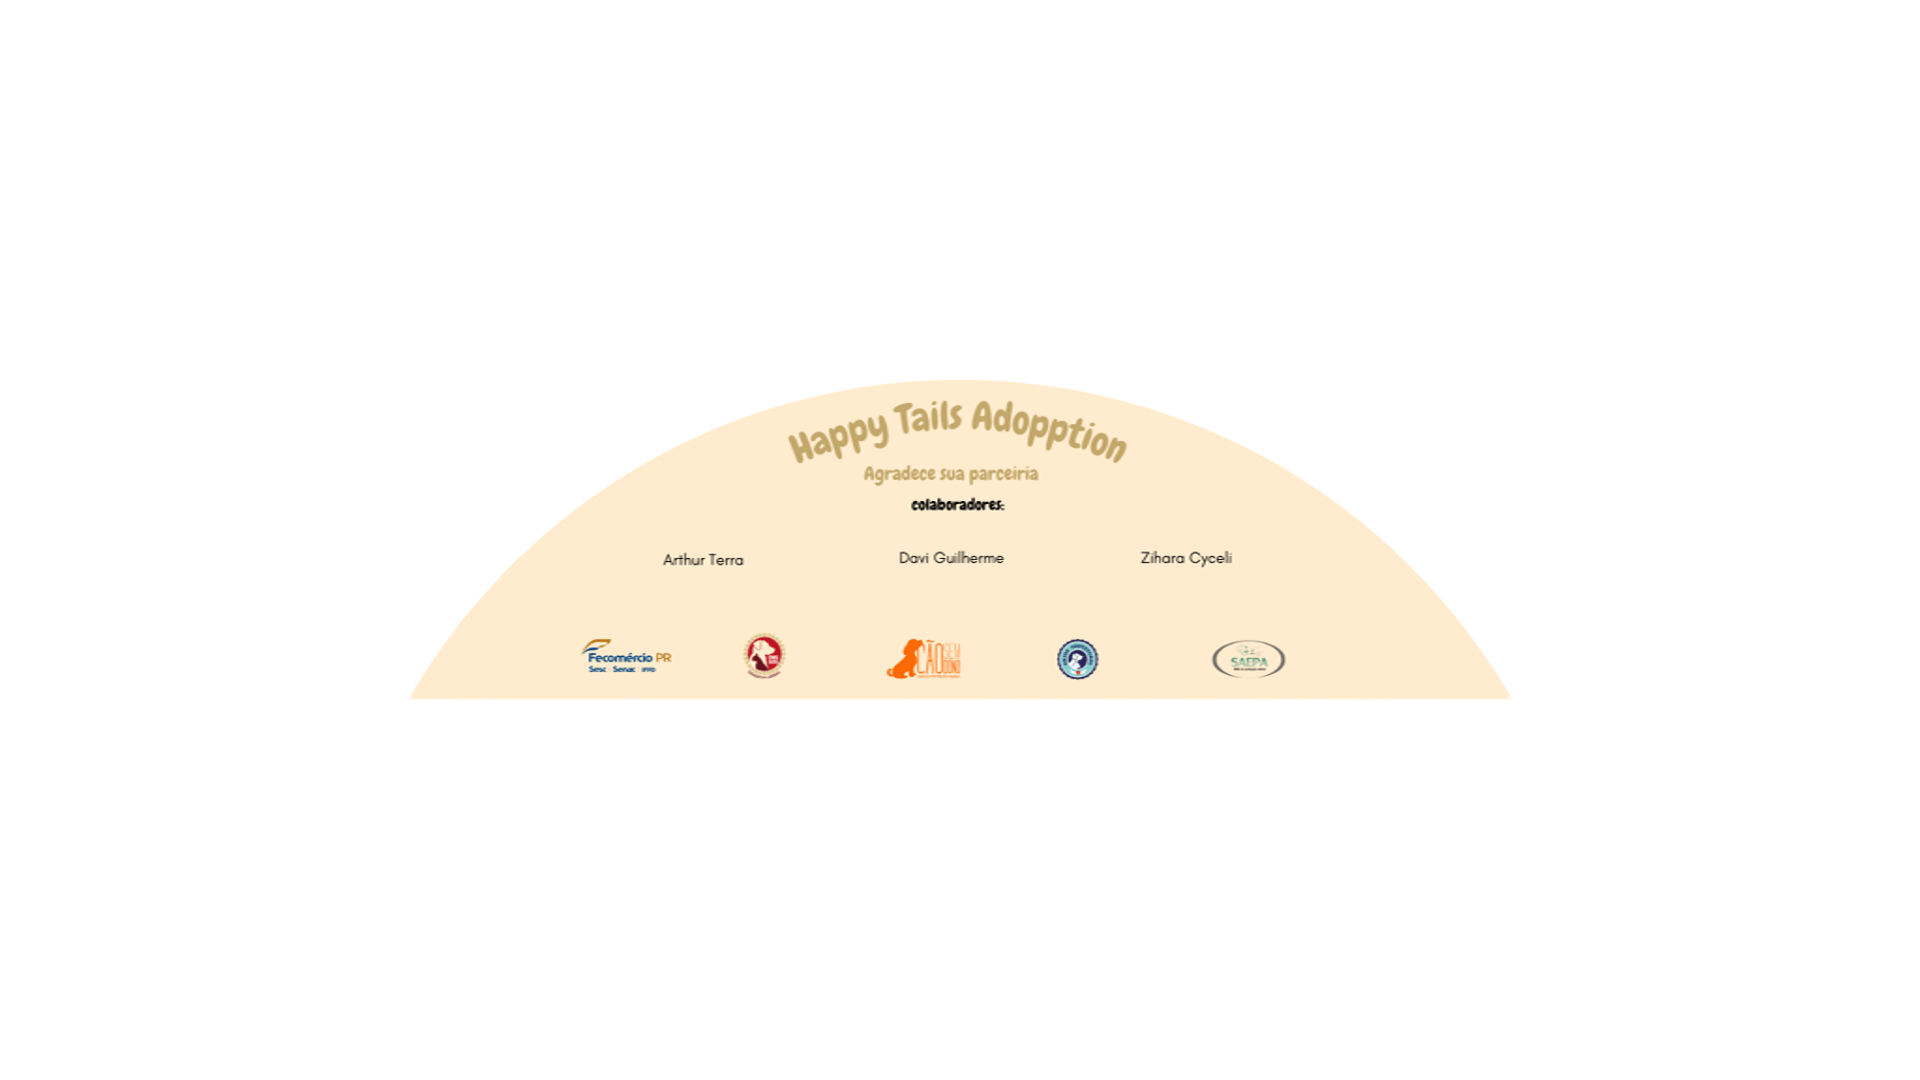 Happy Tails Adopption
Agradece sua parceiria
colaboradores:
Arthur Terra
Davi Guilherme
Zihara Cyceli
Fecomércio PR
Sesc Senac IFPD
CÃO SEM DONO
SAEPA